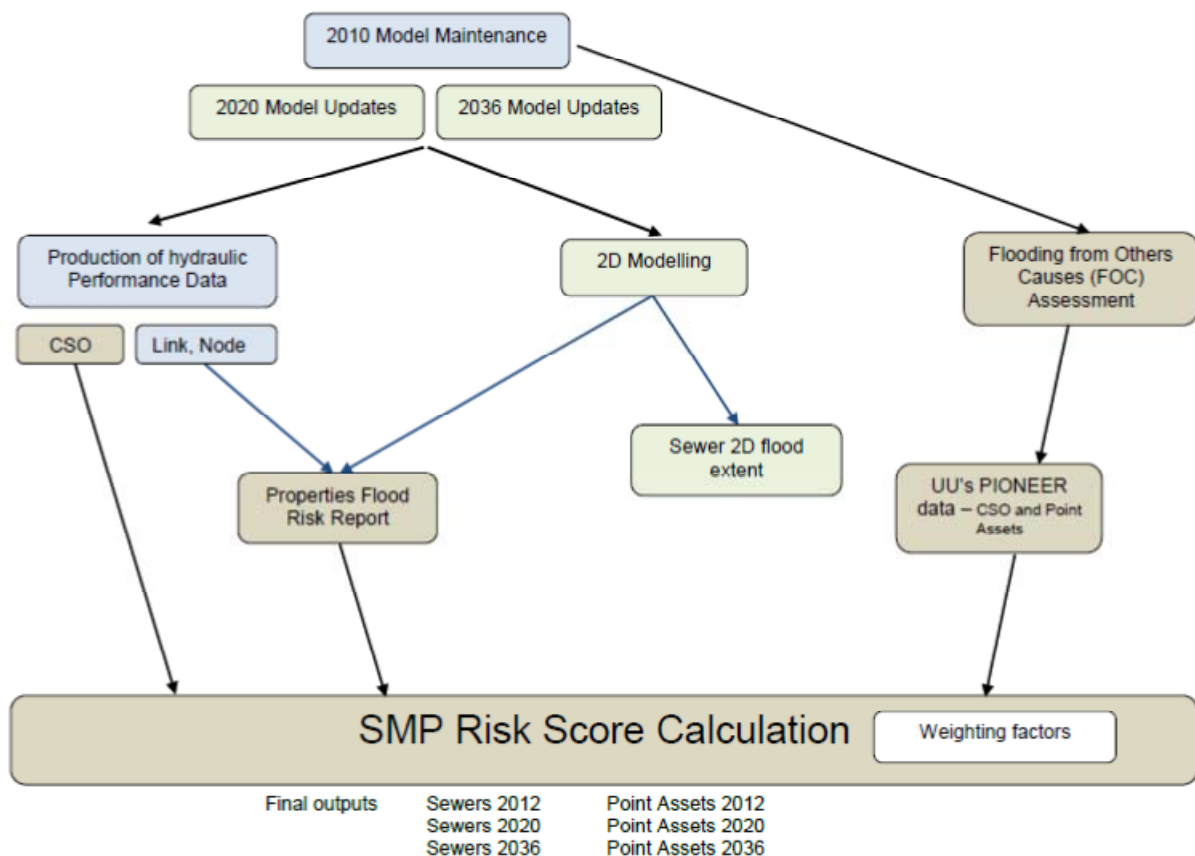 2010 Model Maintenance
2020 Model Updates
2036 Model Updates
Production of hydraulic
Performance Data
2D Modelling
Flooding from Others
Causes (FOC)
Assessment
CSO
Link, Node
Sewer 2D flood
extent
Properties Flood
Risk Report
UU's PIONEER
data – CSO and Point
Assets
SMP Risk Score Calculation
Weighting factors
Final outputs Sewers 2012 Point Assets 2012
Sewers 2020 Point Assets 2020
Sewers 2036 Point Assets 2036